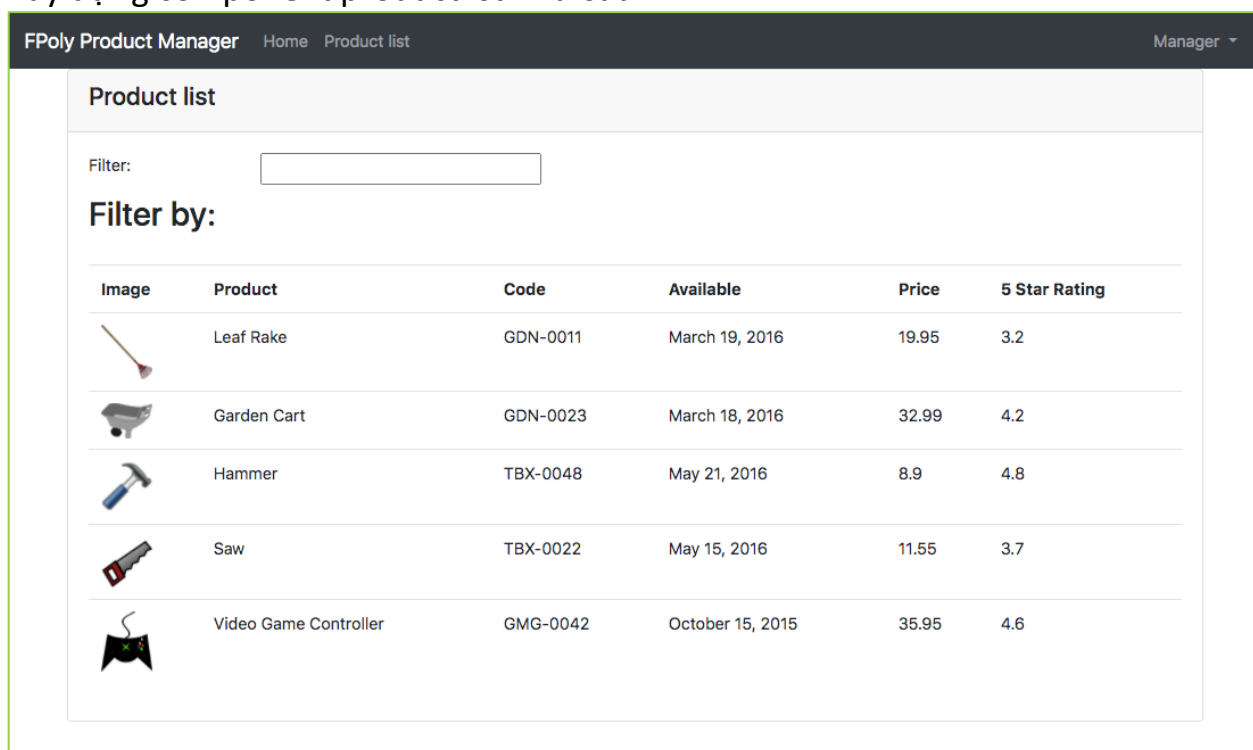 FPoly Product Manager Home Product list Manager
Product list
Filter:
Filter by:
Image Product Code Available Price 5 Star Rating
Leaf Rake GDN-0011 March 19, 2016 19.95 3.2
Garden Cart GDN-0023 March 18, 2016 32.99 4.2
Hammer TBX-0048 May 21, 2016 8.9 4.8
Saw TBX-0022 May 15, 2016 11.55 3.7
Video Game Controller GMG-0042 October 15, 2015 35.95 4.6